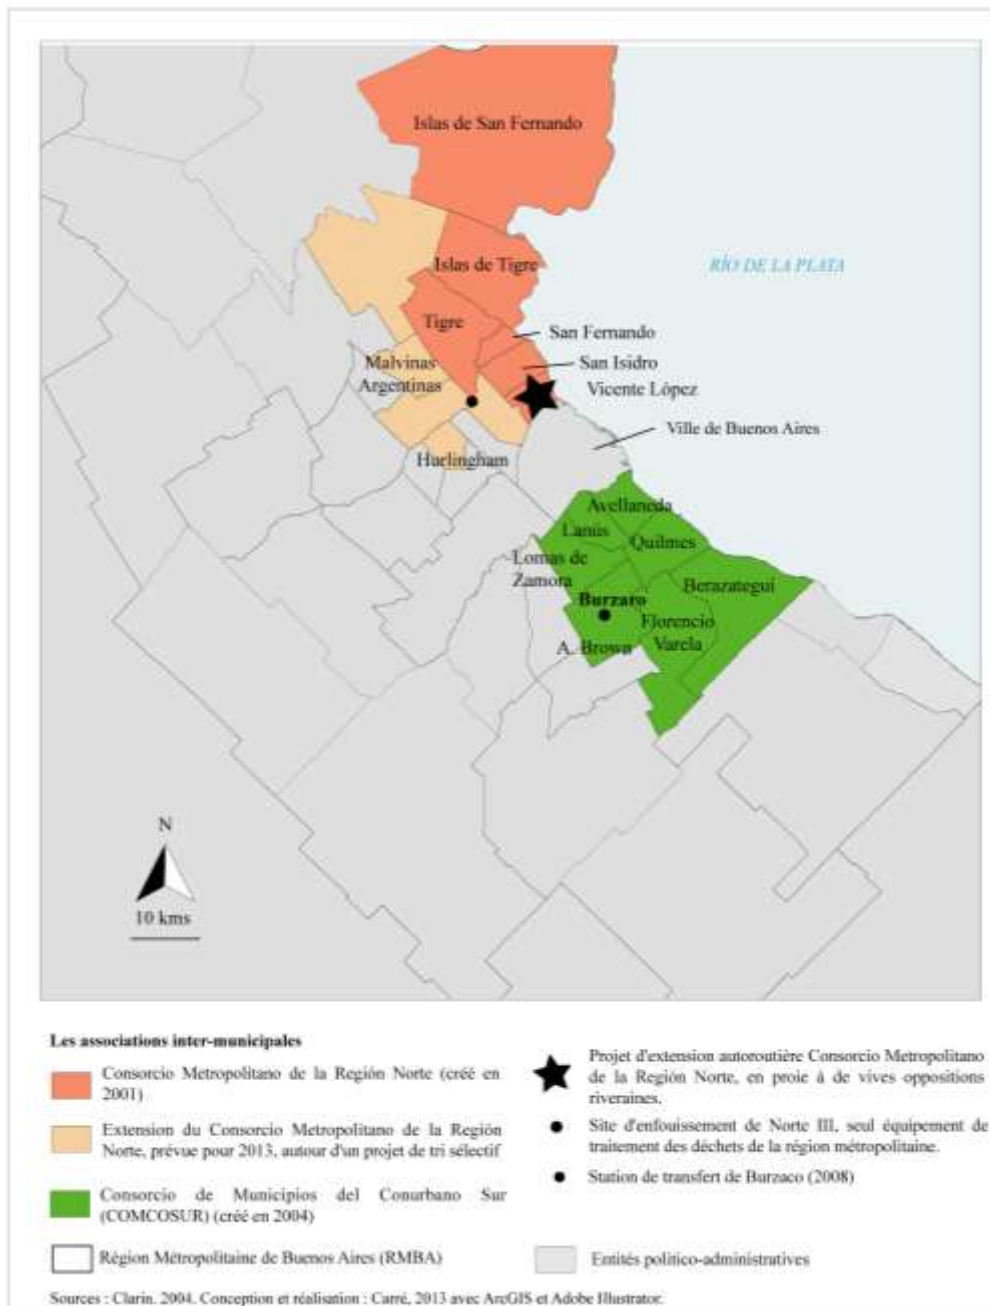 Islas de San Fernando
Islas de Tigre
RÍO DE LA PLATA
Tigre
San Fernando
San Isidro
Malvinas
Argentinas
Vicente López
Ville de Buenos Aires
Hurlingham
Avellaneda
Lanús
Quilmes
Lomas de
Zamora
Berazategui
Burzaro
Florencio
Varela
A. Brown
N
10 kms
Les associations inter-municipales
Consorcio Metropolitano de la Región Norte (créé en
2001)
Extension du Consorcio Metropolitano de la Región
Norte, prévue pour 2013, autour d'un projet de tri sélectif
Consorcio de Municipios del Conurbano Sur
(COMCOSUR) (créé en 2004)
Région Métropolitaine de Buenos Aires (RMBA)
Projet d'extension autoroutière Consorcio Metropolitano
de la Región Norte, en proie à de vives oppositions
riveraines.
Site d'enfouissement de Norte III, seul équipement de
traitement des déchets de la région métropolitaine.
Station de transfert de Burzaco (2008)
Entités politico-administratives
Sources : Clarin. 2004. Conception et réalisation : Carré, 2013 avec ArcGIS et Adobe Illustrator.